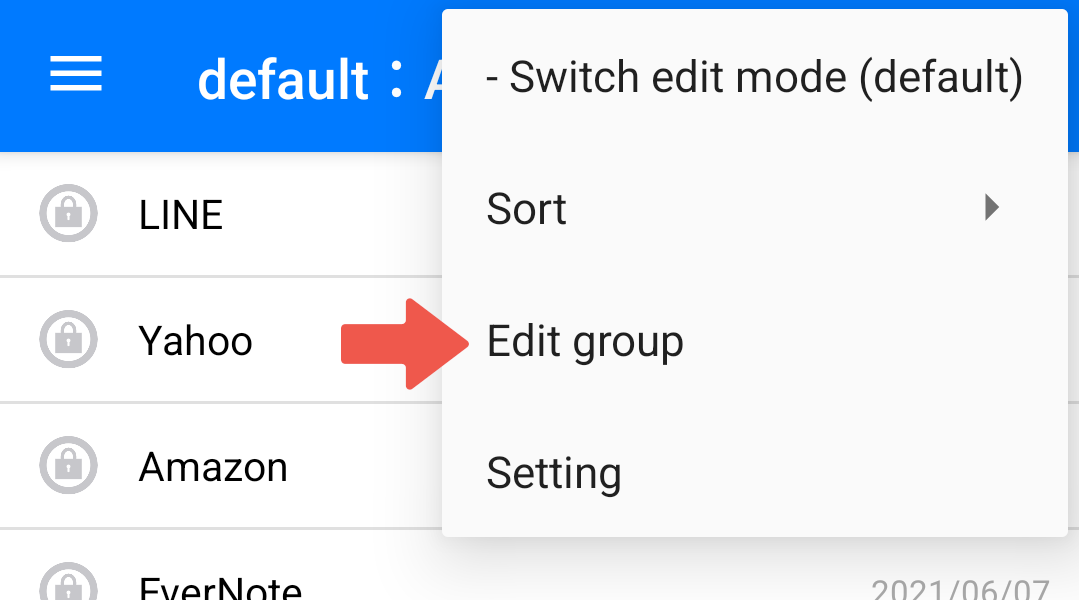 default：
- Switch edit mode (default)
LINE
Sort
Yahoo
Edit group
Amazon
Setting
EverNote
2021/06/07